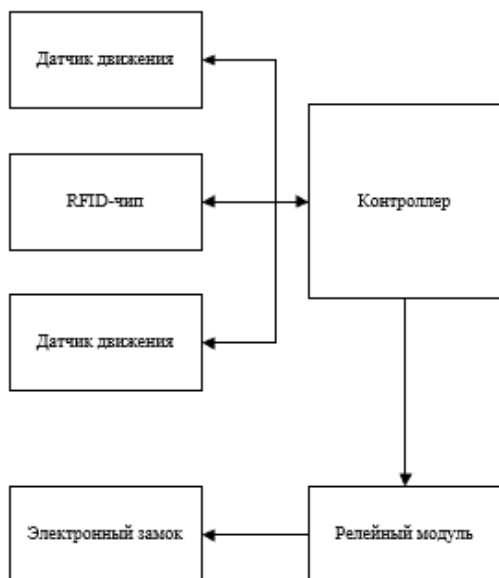 Датчик движения
RFID-чип
Контроллер
Датчик движения
Электронный замок
Релейный модуль